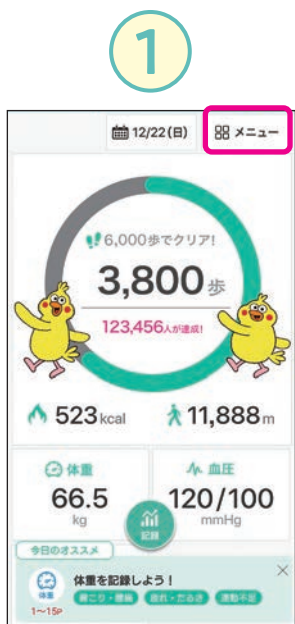 1
12/22(日) メニュー
6,000歩でクリア!
3,800歩
123,456人が達成!
523kcal 11,888m
体重 血圧
66.5 120/100
kg 記録 mmHg
今日のオススメ
体重を記録しよう! ×
肩こり・腰痛 疲れ・だるさ 運動不足
1〜15P